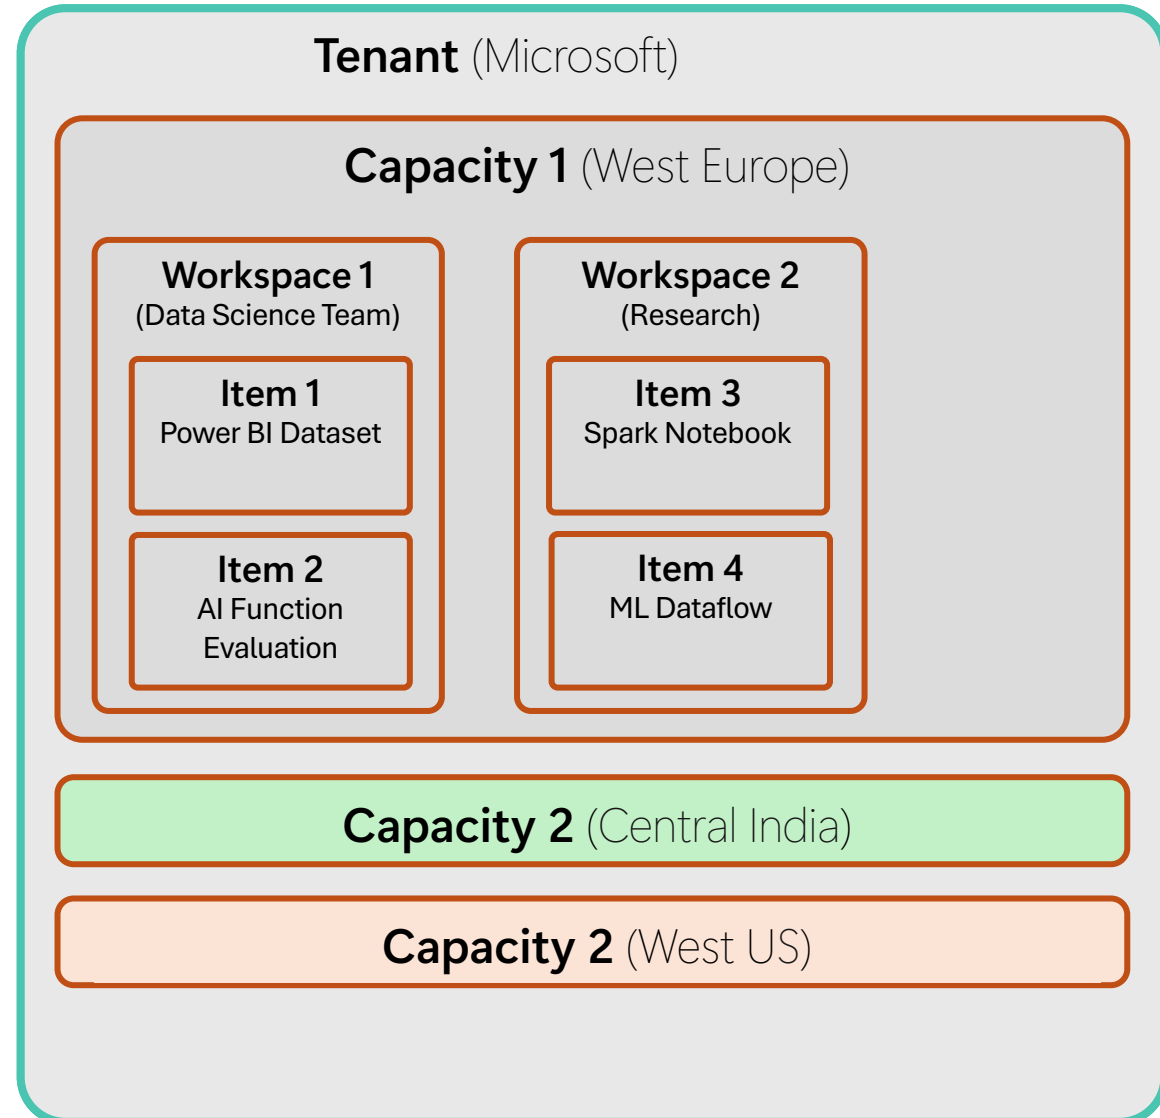 Tenant (Microsoft)
Capacity 1 (West Europe)
Workspace 1
(Data Science Team)
Item 1
Power BI Dataset
Item 2
AI Function
Evaluation
Workspace 2
(Research)
Item 3
Spark Notebook
Item 4
ML Dataflow
Capacity 2 (Central India)
Capacity 2 (West US)